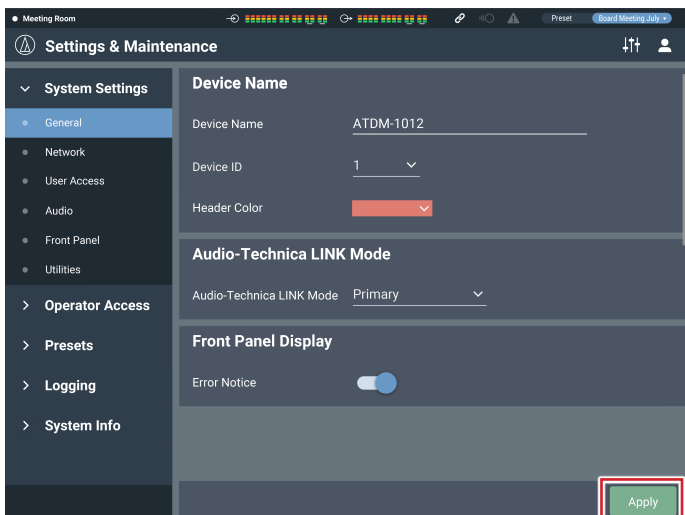 Meeting Room
Preset
Board Meeting July
Settings & Maintenance
System Settings
General
Network
User Access
Audio
Front Panel
Utilities
Operator Access
Presets
Logging
System Info
Device Name
Device Name ATDM-1012
Device ID 1
Header Color
Audio-Technica LINK Mode
Audio-Technica LINK Mode Primary
Front Panel Display
Error Notice
Apply